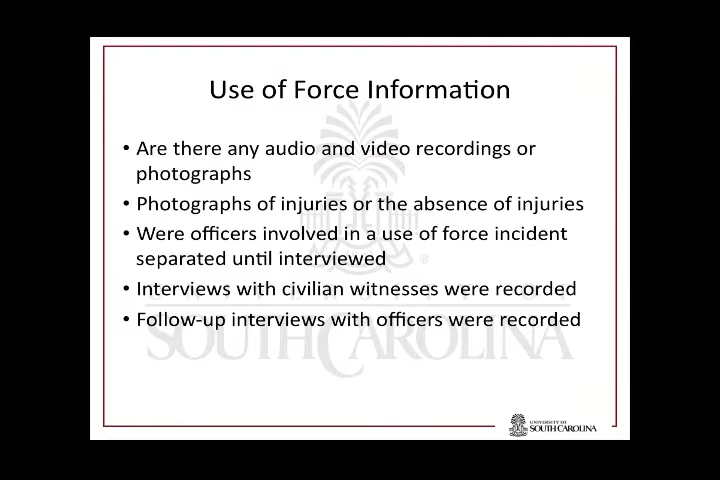 Use of Force Information
• Are there any audio and video recordings or
photographs
• Photographs of injuries or the absence of injuries
• Were officers involved in a use of force incident
separated until interviewed
• Interviews with civilian witnesses were recorded
• Follow-up interviews with officers were recorded
UNIVERSITY OF
SOUTH CAROLINA
®
UNIVERSITY OF
SOUTH CAROLINA